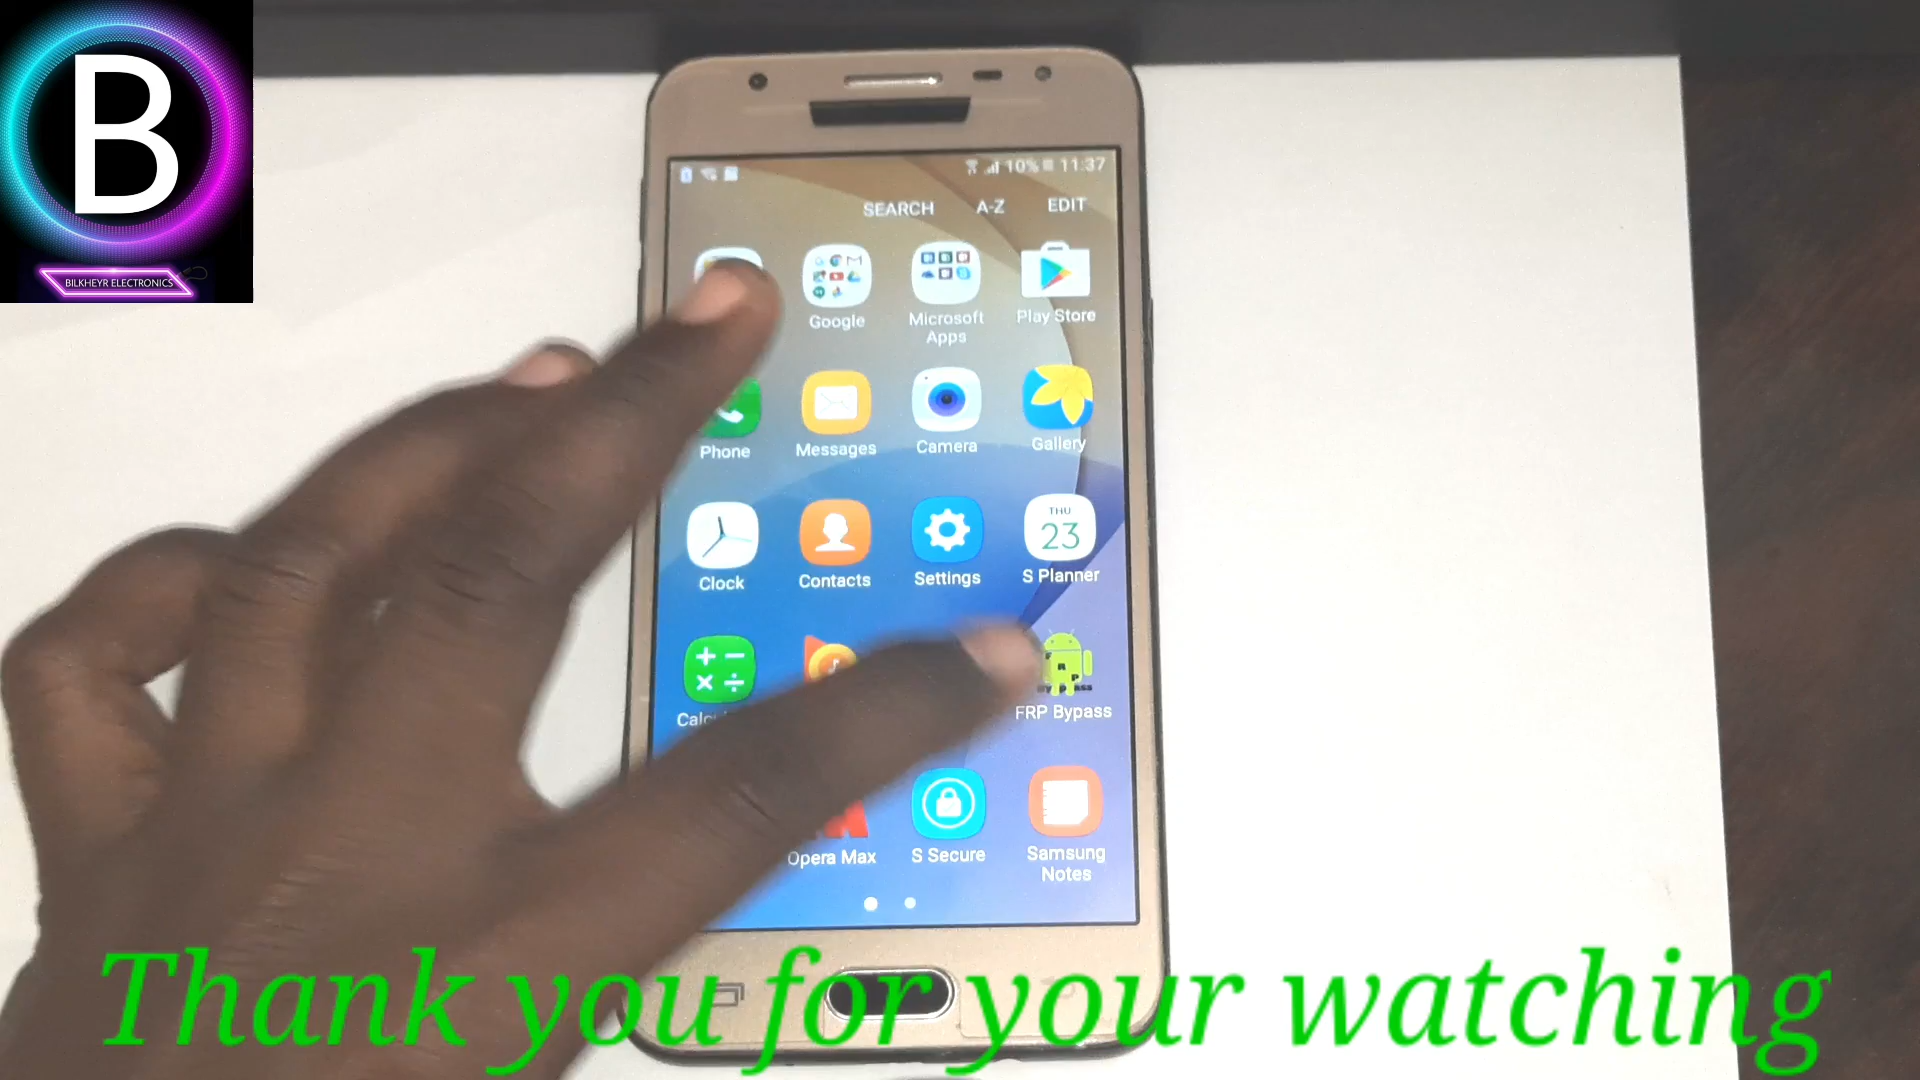 B
BILKHEYR ELECTRONICS
10% 11:37
SEARCH A-Z EDIT
Google
Microsoft Apps
Play Store
Phone
Messages
Camera
Gallery
Clock
Contacts
Settings
THU
23
S Planner
FRP Bypass
Opera Max
S Secure
Samsung Notes
Thank you for your watching